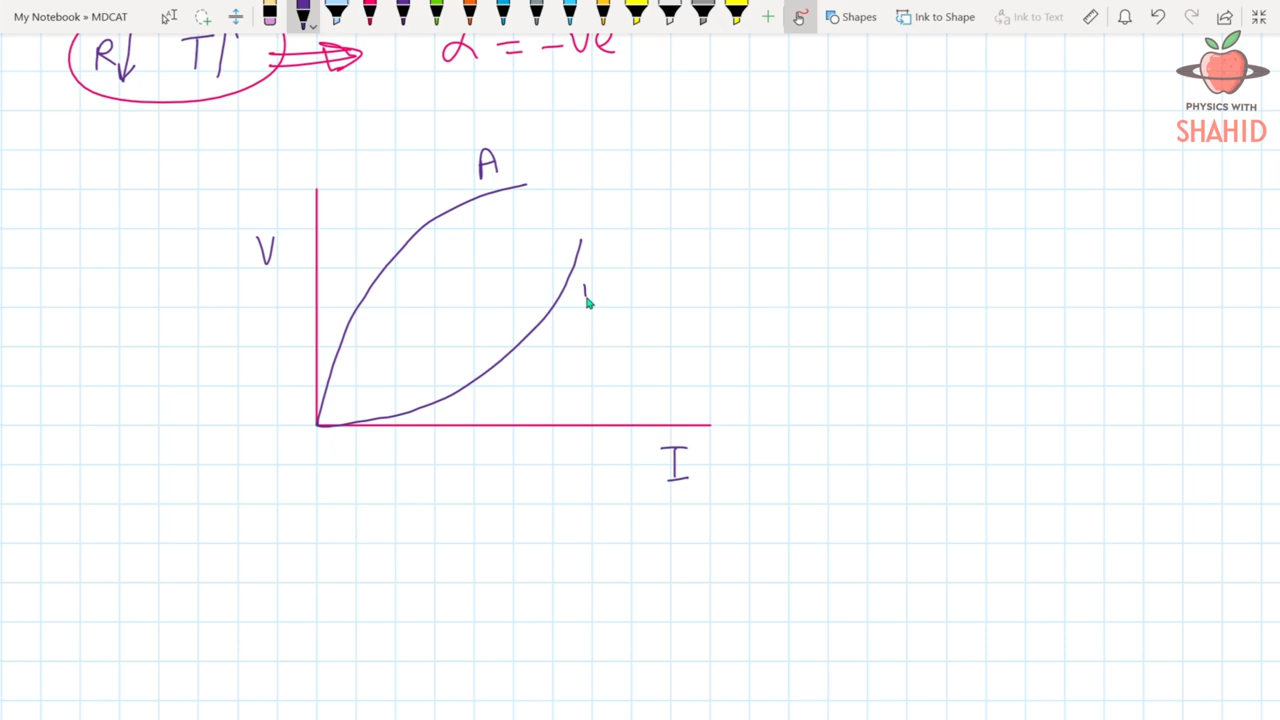 My Notebook » MDCAT
Shapes
Ink to Shape
Ink to Text
R↓ T↑
α = -ve
PHYSICS WITH
SHAHID
A
V
I